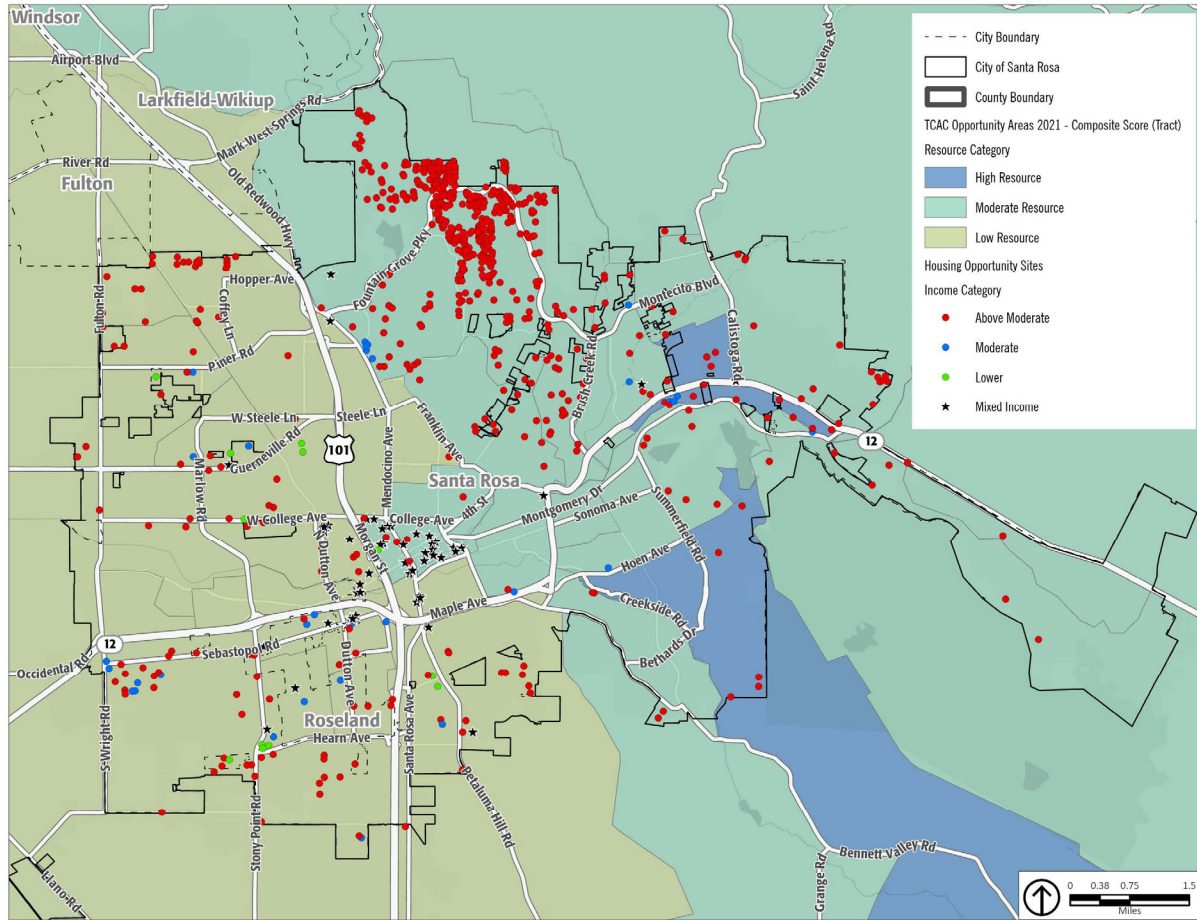 Windsor
Airport Blvd
Larkfield-Wikiup
Mark West Springs Rd
River Rd
Fulton
Old Redwood Hwy
Saint Helena Rd
Hopper Ave
Fulton Rd
Coffey Ln
Fountain Grove Pky
Piner Rd
Montecito Blvd
Calistoga Rd
Brush Creek Rd
W Steele Ln
Steele Ln
Guerneville Rd
101
Franklin Ave
Mendocino Ave
Marlow Rd
12
Santa Rosa
4th St
Montgomery Dr
Sonoma Ave
Summerfield Rd
W College Ave
College Ave
N Dutton Ave
Morgan St
Hoen Ave
Maple Ave
Creekside Rd
Bethards Dr
12
Occidental Rd
Sebastopol Rd
Dutton Ave
Roseland
Hearn Ave
S Wright Rd
Santa Rosa Ave
Stony Point Rd
Petaluma Hill Rd
Llano Rd
Bennett Valley Rd
Grange Rd
City Boundary
City of Santa Rosa
County Boundary
TCAC Opportunity Areas 2021 - Composite Score (Tract)
Resource Category
High Resource
Moderate Resource
Low Resource
Housing Opportunity Sites
Income Category
Above Moderate
Moderate
Lower
Mixed Income
0 0.38 0.75 1.5
Miles